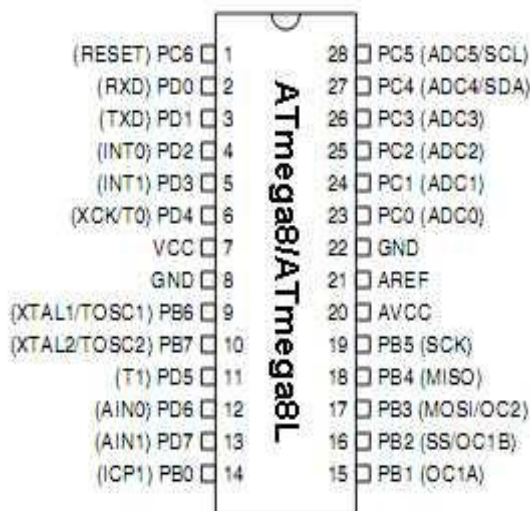 (RESET) PC6 1
(RXD) PD0 2
(TXD) PD1 3
(INT0) PD2 4
(INT1) PD3 5
(XCK/T0) PD4 6
VCC 7
GND 8
(XTAL1/TOSC1) PB6 9
(XTAL2/TOSC2) PB7 10
(T1) PD5 11
(AIN0) PD6 12
(AIN1) PD7 13
(ICP1) PB0 14
ATmega8/ATmega8L
28 PC5 (ADC5/SCL)
27 PC4 (ADC4/SDA)
26 PC3 (ADC3)
25 PC2 (ADC2)
24 PC1 (ADC1)
23 PC0 (ADC0)
22 GND
21 AREF
20 AVCC
19 PB5 (SCK)
18 PB4 (MISO)
17 PB3 (MOSI/OC2)
16 PB2 (SS/OC1B)
15 PB1 (OC1A)